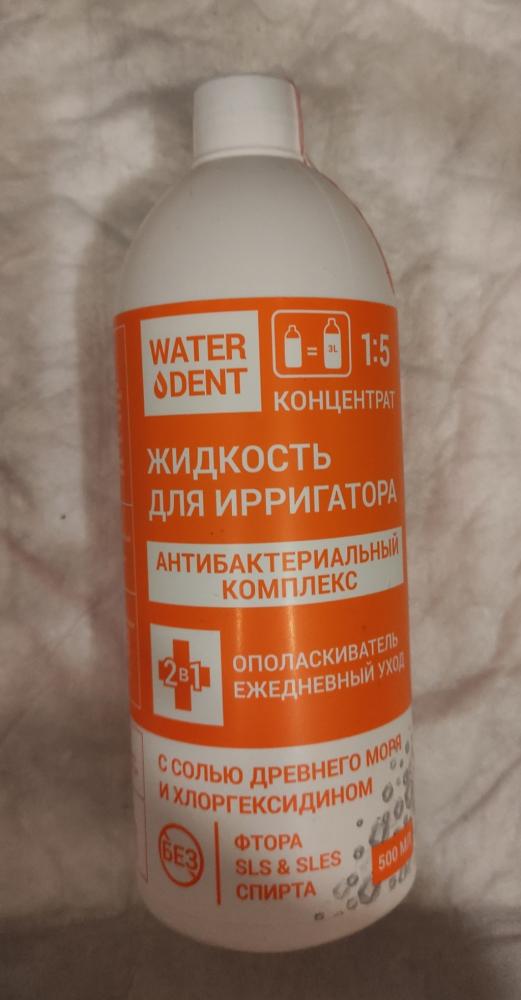 WATER
DENT
=
3L
1:5
КОНЦЕНТРАТ
ЖИДКОСТЬ
ДЛЯ ИРРИГАТОРА
АНТИБАКТЕРИАЛЬНЫЙ
КОМПЛЕКС
2в1
ОПОЛАСКИВАТЕЛЬ
ЕЖЕДНЕВНЫЙ УХОД
С СОЛЬЮ ДРЕВНЕГО МОРЯ
И ХЛОРГЕКСИДИНОМ
БЕЗ
ФТОРА
SLS & SLES
СПИРТА
500 МЛ